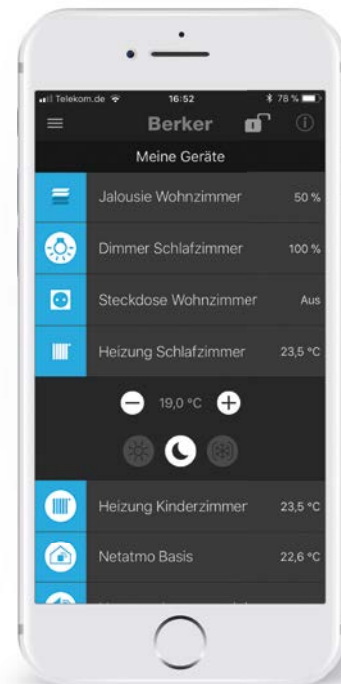 Telekom.de 16:52 78 %
Berker
Meine Geräte
Jalousie Wohnzimmer 50 %
Dimmer Schlafzimmer 100 %
Steckdose Wohnzimmer Aus
Heizung Schlafzimmer 23,5 °C
19,0 °C
Heizung Kinderzimmer 23,5 °C
Netatmo Basis 22,6 °C